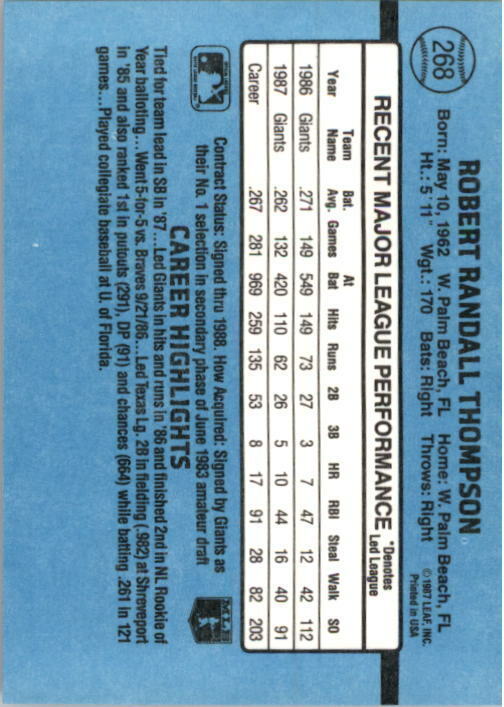 268
ROBERT RANDALL THOMPSON
Born: May 10, 1962 W. Palm Beach, FL Home: W. Palm Beach, FL
Ht.: 5'11" Wgt.: 170 Bats: Right Throws: Right
© 1987 LEAF, INC.
Printed in USA
RECENT MAJOR LEAGUE PERFORMANCE
*Denotes
Led League
Year Team Name Bat. Avg. Games At Bat Hits Runs 2B 3B HR RBI Steal Walk SO
1986 Giants .271 149 549 149 73 27 3 7 47 12 42 112
1987 Giants .262 132 420 110 62 26 5 10 44 16 40 91
Career .267 281 969 259 135 53 8 17 91 28 82 203
Contract Status: Signed thru 1988. How Acquired: Signed by Giants as
their No. 1 selection in secondary phase of June 1983 amateur draft
MLB
CAREER HIGHLIGHTS
Tied for team lead in SB in '87...Led Giants in hits and runs in '86 and finished 2nd in NL Rookie of
Year balloting...Went 5-for-5 vs. Braves 9/21/86...Led Texas Lg. 2B in fielding (.982) at Shreveport
in '85 and also ranked 1st in putouts (291), DP (91) and chances (664) while batting .261 in 121
games...Played collegiate baseball at U. of Florida.